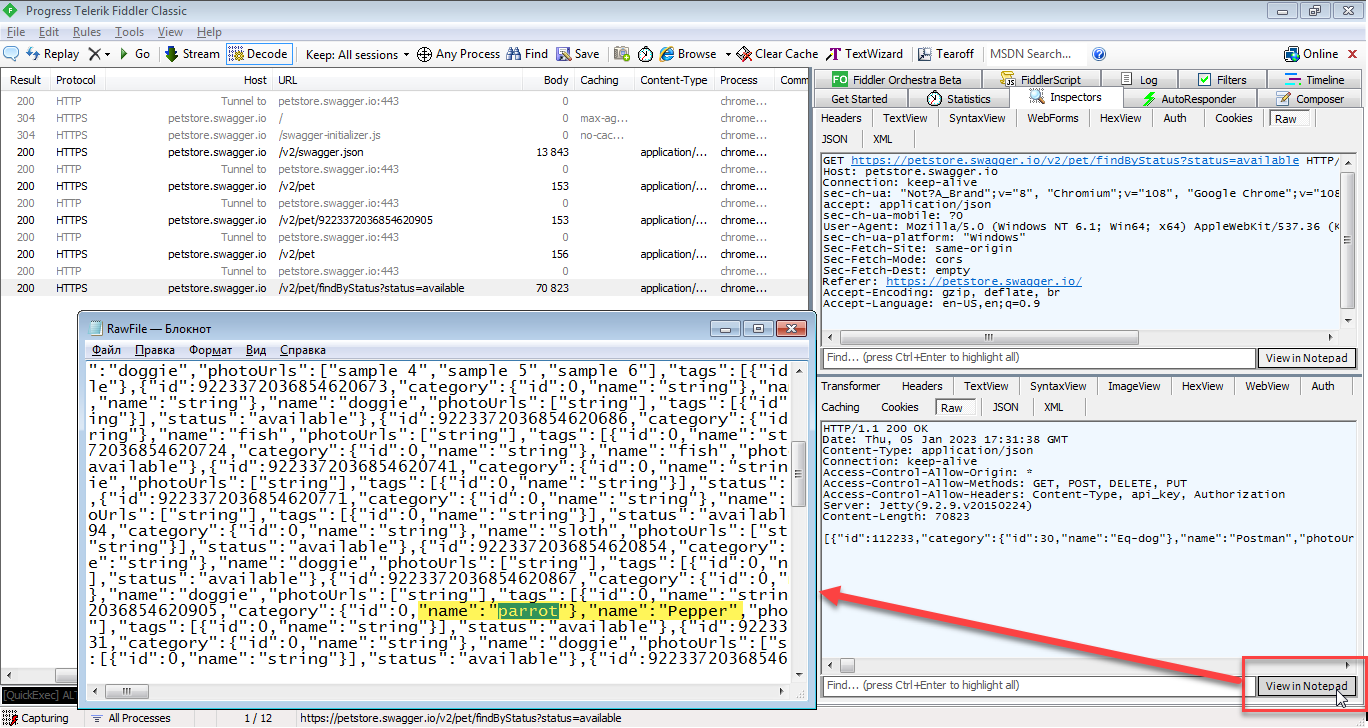 Progress Telerik Fiddler Classic
File Edit Rules Tools View Help
Replay Go Stream Decode Keep: All sessions Any Process Find Save Browse Clear Cache TextWizard Tearoff MSDN Search... Online
Result Protocol Host URL Body Caching Content-Type Process Comm
200 HTTP Tunnel to petstore.swagger.io:443 0 chrome...
304 HTTPS petstore.swagger.io / 0 max-ag... chrome...
304 HTTPS petstore.swagger.io /swagger-initializer.js 0 no-cac... chrome...
200 HTTPS petstore.swagger.io /v2/swagger.json 13 843 application/... chrome...
200 HTTP Tunnel to petstore.swagger.io:443 0 chrome...
200 HTTPS petstore.swagger.io /v2/pet 153 application/... chrome...
200 HTTP Tunnel to petstore.swagger.io:443 0 chrome...
200 HTTPS petstore.swagger.io /v2/pet/9223372036854620905 153 application/... chrome...
200 HTTP Tunnel to petstore.swagger.io:443 0 chrome...
200 HTTPS petstore.swagger.io /v2/pet 156 application/... chrome...
200 HTTP Tunnel to petstore.swagger.io:443 0 chrome...
200 HTTPS petstore.swagger.io /v2/pet/findByStatus?status=available 70 823 application/... chrome...
FO Fiddler Orchestra Beta FiddlerScript Log Filters Timeline
Get Started Statistics Inspectors AutoResponder Composer
Headers TextView SyntaxView WebForms HexView Auth Cookies Raw
JSON XML
GET https://petstore.swagger.io/v2/pet/findByStatus?status=available HTTP/
Host: petstore.swagger.io
Connection: keep-alive
sec-ch-ua: "Not?A_Brand";v="8", "Chromium";v="108", "Google Chrome";v="108
accept: application/json
sec-ch-ua-mobile: ?0
User-Agent: Mozilla/5.0 (Windows NT 6.1; Win64; x64) AppleWebKit/537.36 (K
sec-ch-ua-platform: "Windows"
Sec-Fetch-Site: same-origin
Sec-Fetch-Mode: cors
Sec-Fetch-Dest: empty
Referer: https://petstore.swagger.io/
Accept-Encoding: gzip, deflate, br
Accept-Language: en-US,en;q=0.9
Find... (press Ctrl+Enter to highlight all) View in Notepad
Transformer Headers TextView SyntaxView ImageView HexView WebView Auth
Caching Cookies Raw JSON XML
HTTP/1.1 200 OK
Date: Thu, 05 Jan 2023 17:31:38 GMT
Content-Type: application/json
Connection: keep-alive
Access-Control-Allow-Origin: *
Access-Control-Allow-Methods: GET, POST, DELETE, PUT
Access-Control-Allow-Headers: Content-Type, api_key, Authorization
Server: Jetty(9.2.9.v20150224)
Content-Length: 70823
[{"id":112233,"category":{"id":30,"name":"Eq-dog"},"name":"Postman","photoUr
Find... (press Ctrl+Enter to highlight all) View in Notepad
RawFile — Блокнот
Файл Правка Формат Вид Справка
":"doggie","photoUrls":["sample 4","sample 5","sample 6"],"tags":[{"id
le"},{"id":9223372036854620673,"category":{"id":0,"name":"string"},"na
,"name":"string"},"name":"doggie","photoUrls":["string"],"tags":[{"id"
ing"}],"status":"available"},{"id":9223372036854620686,"category":{"id
ring"},"name":"fish","photoUrls":["string"],"tags":[{"id":0,"name":"st
72036854620724,"category":{"id":0,"name":"string"},"name":"fish","phot
available"},{"id":9223372036854620741,"category":{"id":0,"name":"strin
ie","photoUrls":["string"],"tags":[{"id":0,"name":"string"}],"status":
,{"id":9223372036854620771,"category":{"id":0,"name":"string"},"name":
oUrls":["string"],"tags":[{"id":0,"name":"string"}],"status":"availabl
94,"category":{"id":0,"name":"string"},"name":"sloth","photoUrls":["st
"string"}],"status":"available"},{"id":9223372036854620854,"category":
e":"string"},"name":"doggie","photoUrls":["string"],"tags":[{"id":0,"n
],"status":"available"},{"id":9223372036854620867,"category":{"id":0,"
},"name":"doggie","photoUrls":["string"],"tags":[{"id":0,"name":"strin
2036854620905,"category":{"id":0,"name":"parrot"},"name":"Pepper","pho
],"tags":[{"id":0,"name":"string"}],"status":"available"},{"id":92233
31,"category":{"id":0,"name":"string"},"name":"doggie","photoUrls":["s
:[{"id":0,"name":"string"}],"status":"available"},{"id":92233720368546
[QuickExec] AL
Capturing All Processes 1 / 12 https://petstore.swagger.io/v2/pet/findByStatus?status=available